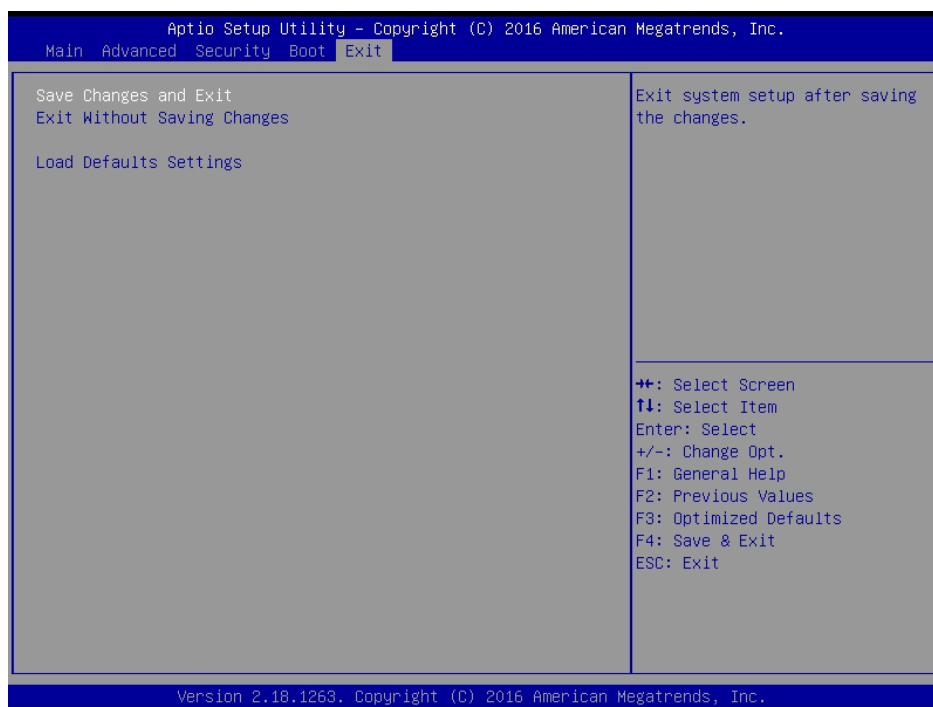 Aptio Setup Utility – Copyright (C) 2016 American Megatrends, Inc.
Main Advanced Security Boot Exit
Save Changes and Exit
Exit Without Saving Changes
Load Defaults Settings
Exit system setup after saving
the changes.
→←: Select Screen
↑↓: Select Item
Enter: Select
+/-: Change Opt.
F1: General Help
F2: Previous Values
F3: Optimized Defaults
F4: Save & Exit
ESC: Exit
Version 2.18.1263. Copyright (C) 2016 American Megatrends, Inc.